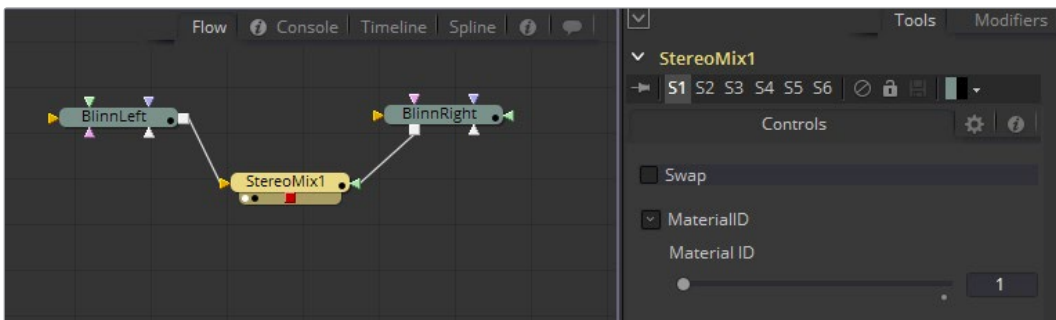 Flow Console Timeline Spline
BlinnLeft
BlinnRight
StereoMix1
Tools Modifiers
StereoMix1
S1 S2 S3 S4 S5 S6
Controls
Swap
MaterialID
Material ID
1